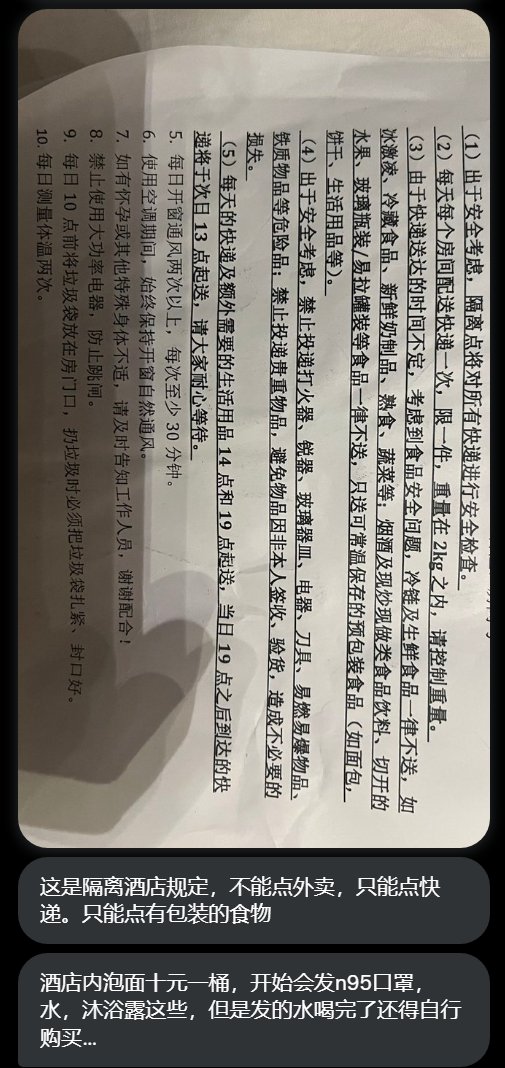 （1）出于安全考虑，隔离点将对所有快递进行安全检查。
（2）每天每个房间配送快递一次，限一件，重量在 2kg 之内，请控制重量。
（3）由于快递送达的时间不定，考虑到食品安全问题，冷链及生鲜食品一律不送，如
冰激凌、冷藏食品、新鲜奶制品、熟食、蔬菜等；烟酒及现炒现做类食品饮料、切开的
水果、玻璃瓶装/易拉罐装等食品一律不送，只送可常温保存的预包装食品（如面包，
饼干、生活用品等）。
（4）出于安全考虑，禁止投递打火器、锐器、玻璃器皿、电器、刀具、易燃易爆物品、
铁质物品等危险品；禁止投递贵重物品，避免物品因非本人签收、验货，造成不必要的
损失。
（5）每天的快递及额外需要的生活用品 14 点和 19 点起送，当日 19 点之后到达的快
递将于次日 13 点起送，请大家耐心等待。
5. 每日开窗通风两次以上，每次至少 30 分钟。
6. 使用空调期间，始终保持开窗自然通风。
7. 如有怀孕或其他特殊身体不适，请及时告知工作人员，谢谢配合！
8. 禁止使用大功率电器，防止跳闸。
9. 每日 10 点前将垃圾袋放在房门口，扔垃圾时必须把垃圾袋扎紧、封口好。
10. 每日测量体温两次。
这是隔离酒店规定，不能点外卖，只能点快
递。只能点有包装的食物
酒店内泡面十元一桶，开始会发n95口罩，
水，沐浴露这些，但是发的水喝完了还得自行
购买...